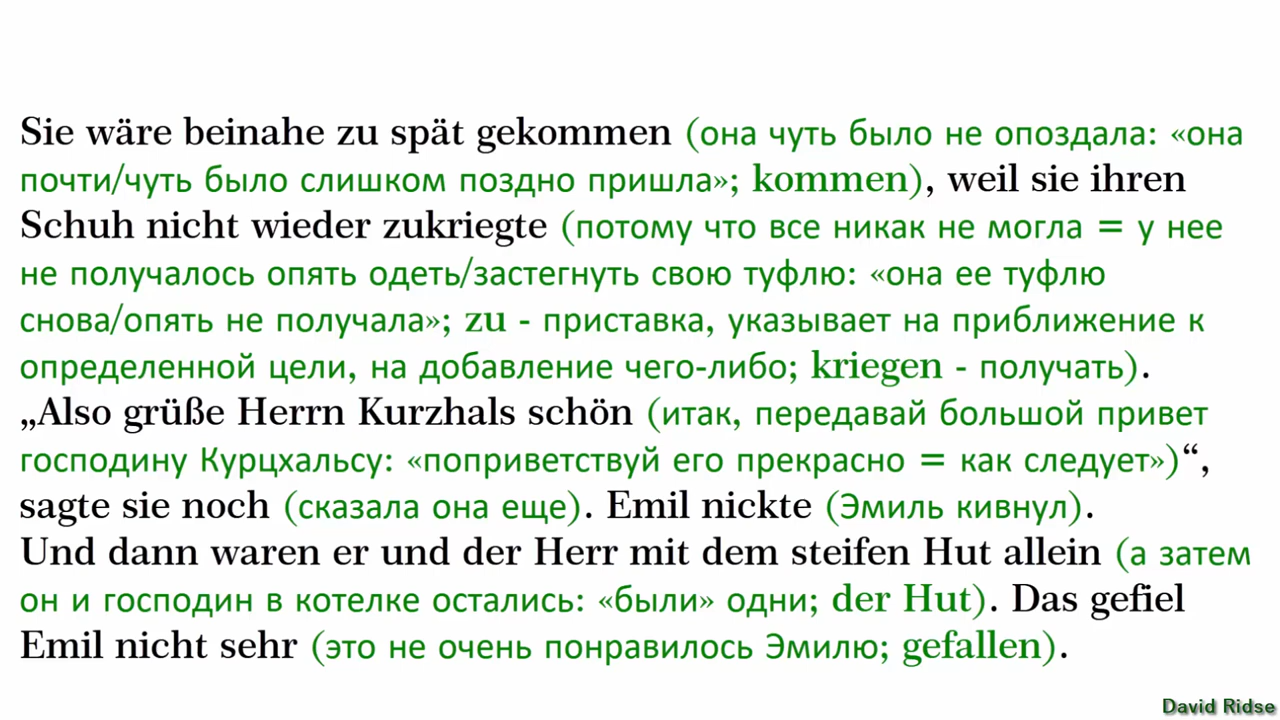 Sie wäre beinahe zu spät gekommen (она чуть было не опоздала: «она
почти/чуть было слишком поздно пришла»; kommen), weil sie ihren
Schuh nicht wieder zukriegte (потому что все никак не могла = у нее
не получалось опять одеть/застегнуть свою туфлю: «она ее туфлю
снова/опять не получала»; zu - приставка, указывает на приближение к
определенной цели, на добавление чего-либо; kriegen - получать).
„Also grüße Herrn Kurzhals schön (итак, передавай большой привет
господину Курцхальсу: «поприветствуй его прекрасно = как следует»)“,
sagte sie noch (сказала она еще). Emil nickte (Эмиль кивнул).
Und dann waren er und der Herr mit dem steifen Hut allein (а затем
он и господин в котелке остались: «были» одни; der Hut). Das gefiel
Emil nicht sehr (это не очень понравилось Эмилю; gefallen).
David Ridse